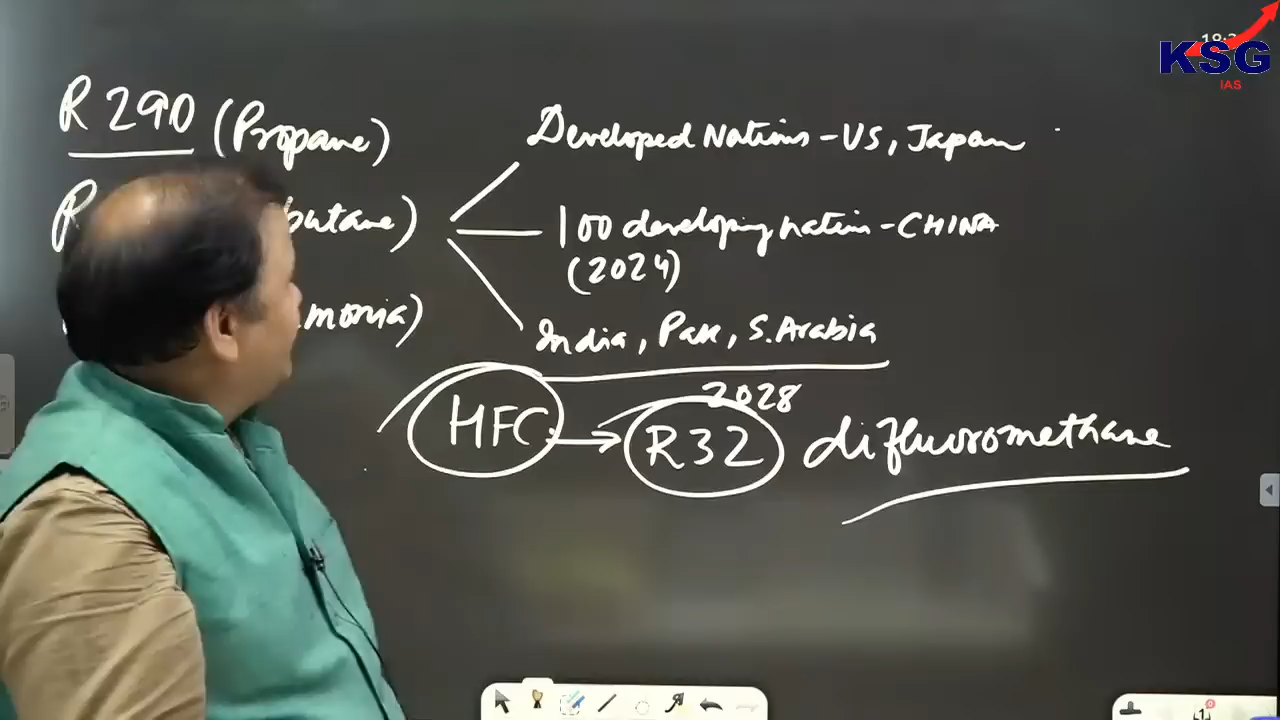 KSG
IAS
R 290 (Propane)
butane)
monia)
Developed Nations - US, Japan
100 developing nation - CHINA
(2024)
India, Pak, S. Arabia
2028
HFC → R32 difluoromethane